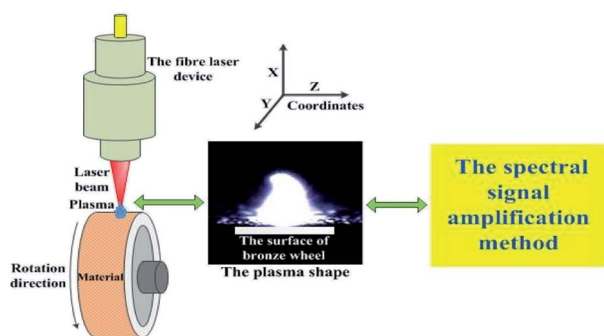 The fibre laser
device
X
Z
Y
Coordinates
Laser
beam
Plasma
Rotation
direction
Material
The surface of
bronze wheel
The plasma shape
The spectral
signal
amplification
method